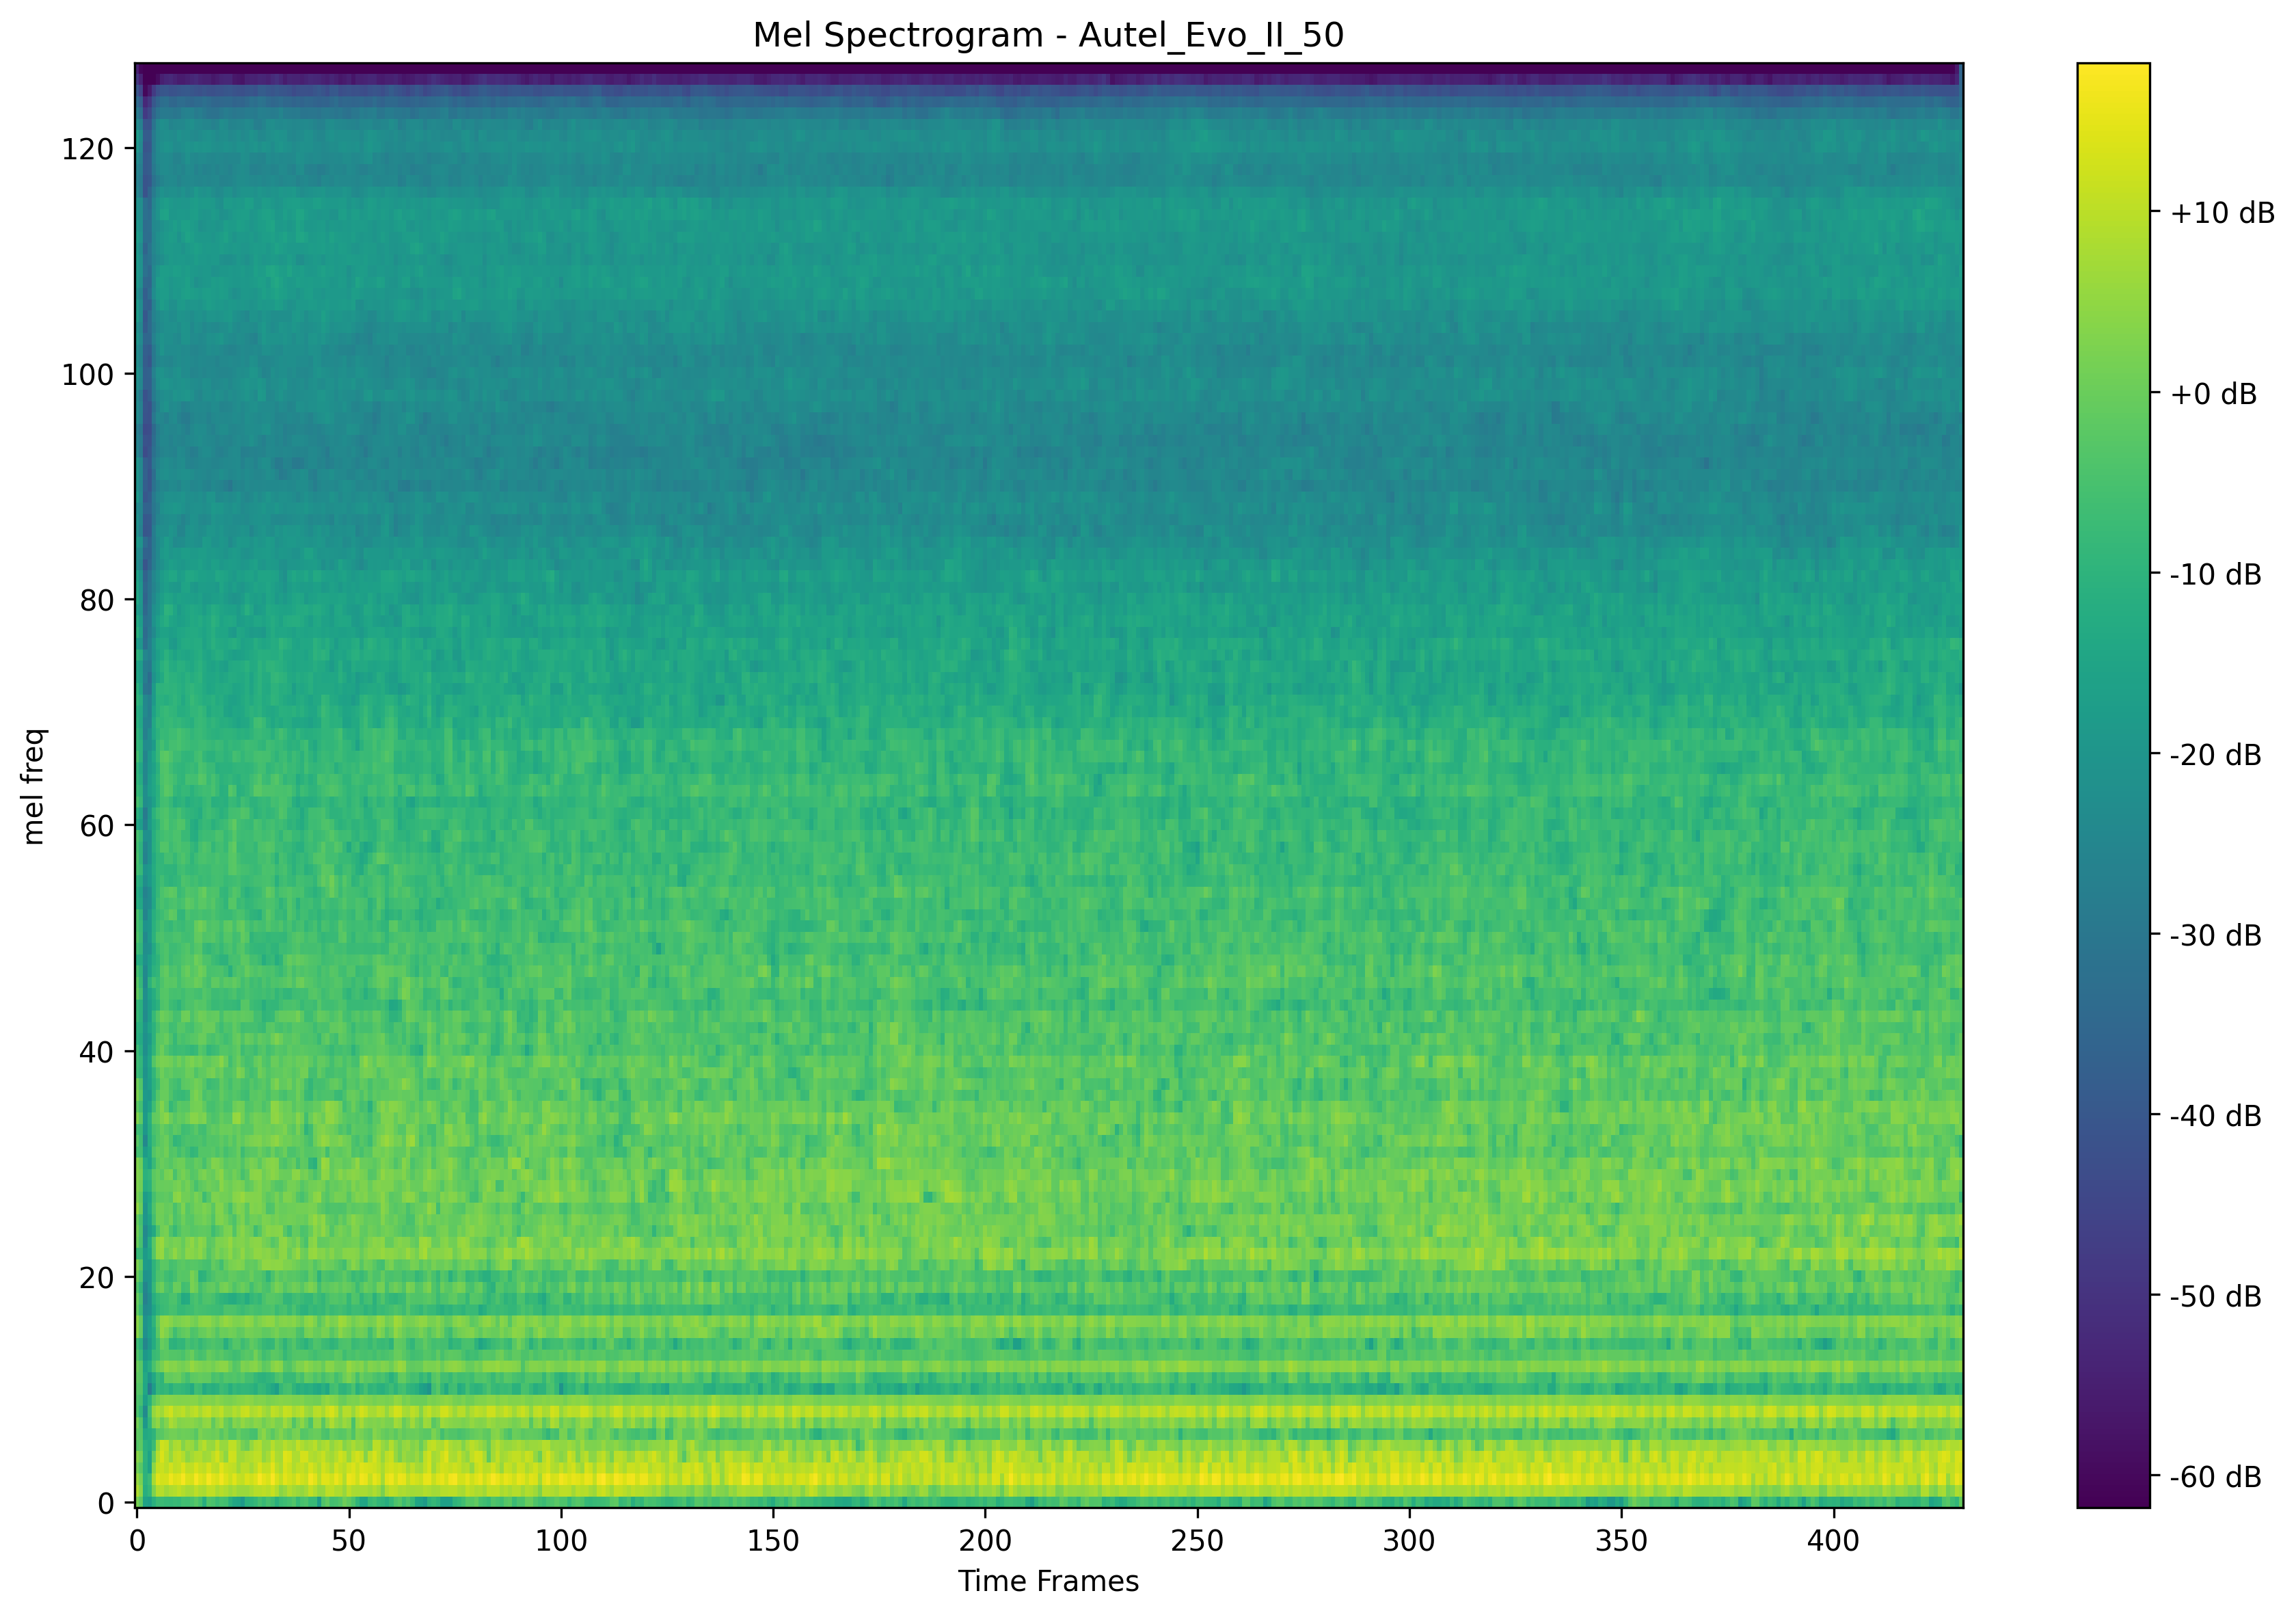 Mel Spectrogram - Autel_Evo_II_50
120
100
80
60
40
20
0
mel freq
0
50
100
150
200
250
300
350
400
Time Frames
+10 dB
+0 dB
-10 dB
-20 dB
-30 dB
-40 dB
-50 dB
-60 dB